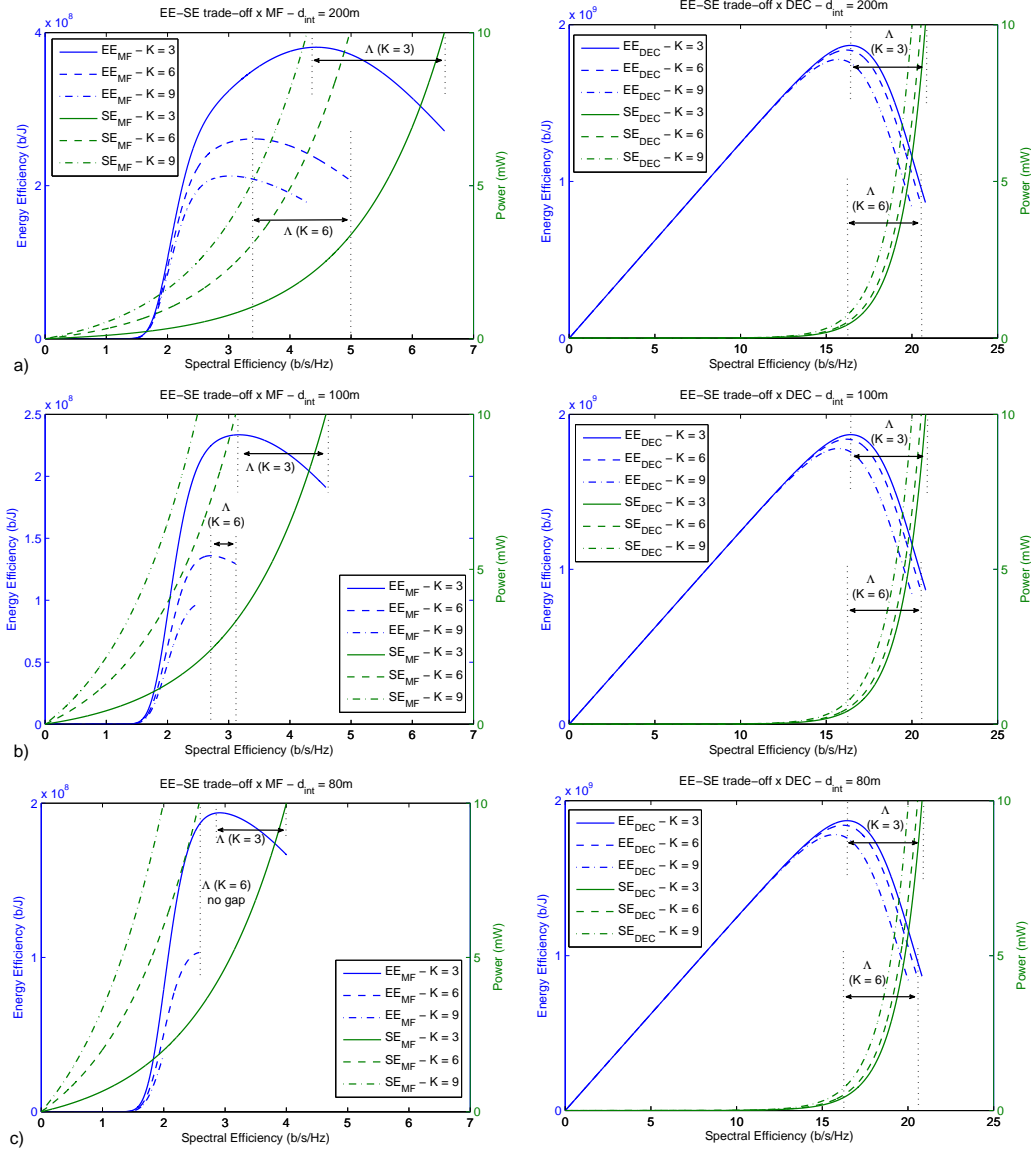 EE−SE trade−off x MF − d_int = 200m
x 10^8
EE_MF − K = 3
EE_MF − K = 6
EE_MF − K = 9
SE_MF − K = 3
SE_MF − K = 6
SE_MF − K = 9
Λ (K = 3)
Λ (K = 6)
Energy Efficiency (b/J)
0 2 4
Power (mW)
0 5 10
0 1 2 3 4 5 6 7
Spectral Efficiency (b/s/Hz)
a)
EE−SE trade−off x DEC − d_int = 200m
x 10^9
EE_DEC − K = 3
EE_DEC − K = 6
EE_DEC − K = 9
SE_DEC − K = 3
SE_DEC − K = 6
SE_DEC − K = 9
Λ
(K = 3)
Λ
(K = 6)
Energy Efficiency (b/J)
0 1 2
Power (mW)
0 5 10
0 5 10 15 20 25
Spectral Efficiency (b/s/Hz)
EE−SE trade−off x MF − d_int = 100m
x 10^8
Λ (K = 3)
Λ
(K = 6)
EE_MF − K = 3
EE_MF − K = 6
EE_MF − K = 9
SE_MF − K = 3
SE_MF − K = 6
SE_MF − K = 9
Energy Efficiency (b/J)
0 0.5 1 1.5 2 2.5
Power (mW)
0 5 10
0 1 2 3 4 5 6 7
Spectral Efficiency (b/s/Hz)
b)
EE−SE trade−off x DEC − d_int = 100m
x 10^9
EE_DEC − K = 3
EE_DEC − K = 6
EE_DEC − K = 9
SE_DEC − K = 3
SE_DEC − K = 6
SE_DEC − K = 9
Λ
(K = 3)
Λ
(K = 6)
Energy Efficiency (b/J)
0 1 2
Power (mW)
0 5 10
0 5 10 15 20 25
Spectral Efficiency (b/s/Hz)
EE−SE trade−off x MF − d_int = 80m
x 10^8
Λ (K = 3)
Λ (K = 6)
no gap
EE_MF − K = 3
EE_MF − K = 6
EE_MF − K = 9
SE_MF − K = 3
SE_MF − K = 6
SE_MF − K = 9
Energy Efficiency (b/J)
0 1 2
Power (mW)
0 5 10
0 1 2 3 4 5 6 7
Spectral Efficiency (b/s/Hz)
c)
EE−SE trade−off x DEC − d_int = 80m
x 10^9
EE_DEC − K = 3
EE_DEC − K = 6
EE_DEC − K = 9
SE_DEC − K = 3
SE_DEC − K = 6
SE_DEC − K = 9
Λ
(K = 3)
Λ
(K = 6)
Energy Efficiency (b/J)
0 1 2
Power (mW)
0 5 10
0 5 10 15 20 25
Spectral Efficiency (b/s/Hz)